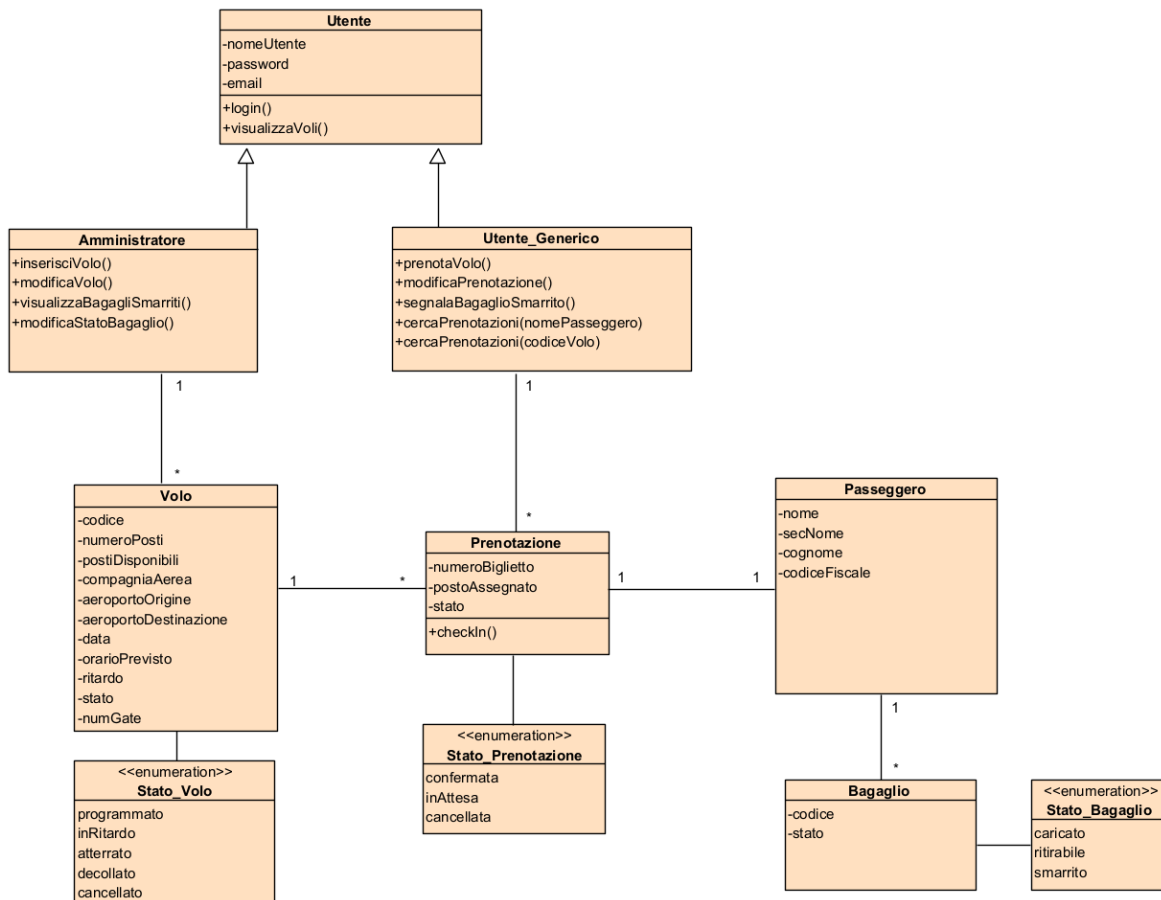 Utente
-nomeUtente
-password
-email
+login()
+visualizzaVoli()
Amministratore
+inserisciVolo()
+modificaVolo()
+visualizzaBagagliSmarriti()
+modificaStatoBagaglio()
Utente_Generico
+prenotaVolo()
+modificaPrenotazione()
+segnalaBagaglioSmarrito()
+cercaPrenotazioni(nomePasseggero)
+cercaPrenotazioni(codiceVolo)
1
*
1
*
Volo
-codice
-numeroPosti
-postiDisponibili
-compagniaAerea
-aeroportoOrigine
-aeroportoDestinazione
-data
-orarioPrevisto
-ritardo
-stato
-numGate
1
*
Prenotazione
-numeroBiglietto
-postoAssegnato
-stato
+checkIn()
1
1
Passeggero
-nome
-secNome
-cognome
-codiceFiscale
1
*
<<enumeration>>
Stato_Volo
programmato
inRitardo
atterrato
decollato
cancellato
<<enumeration>>
Stato_Prenotazione
confermata
inAttesa
cancellata
Bagaglio
-codice
-stato
<<enumeration>>
Stato_Bagaglio
caricato
ritirabile
smarrito